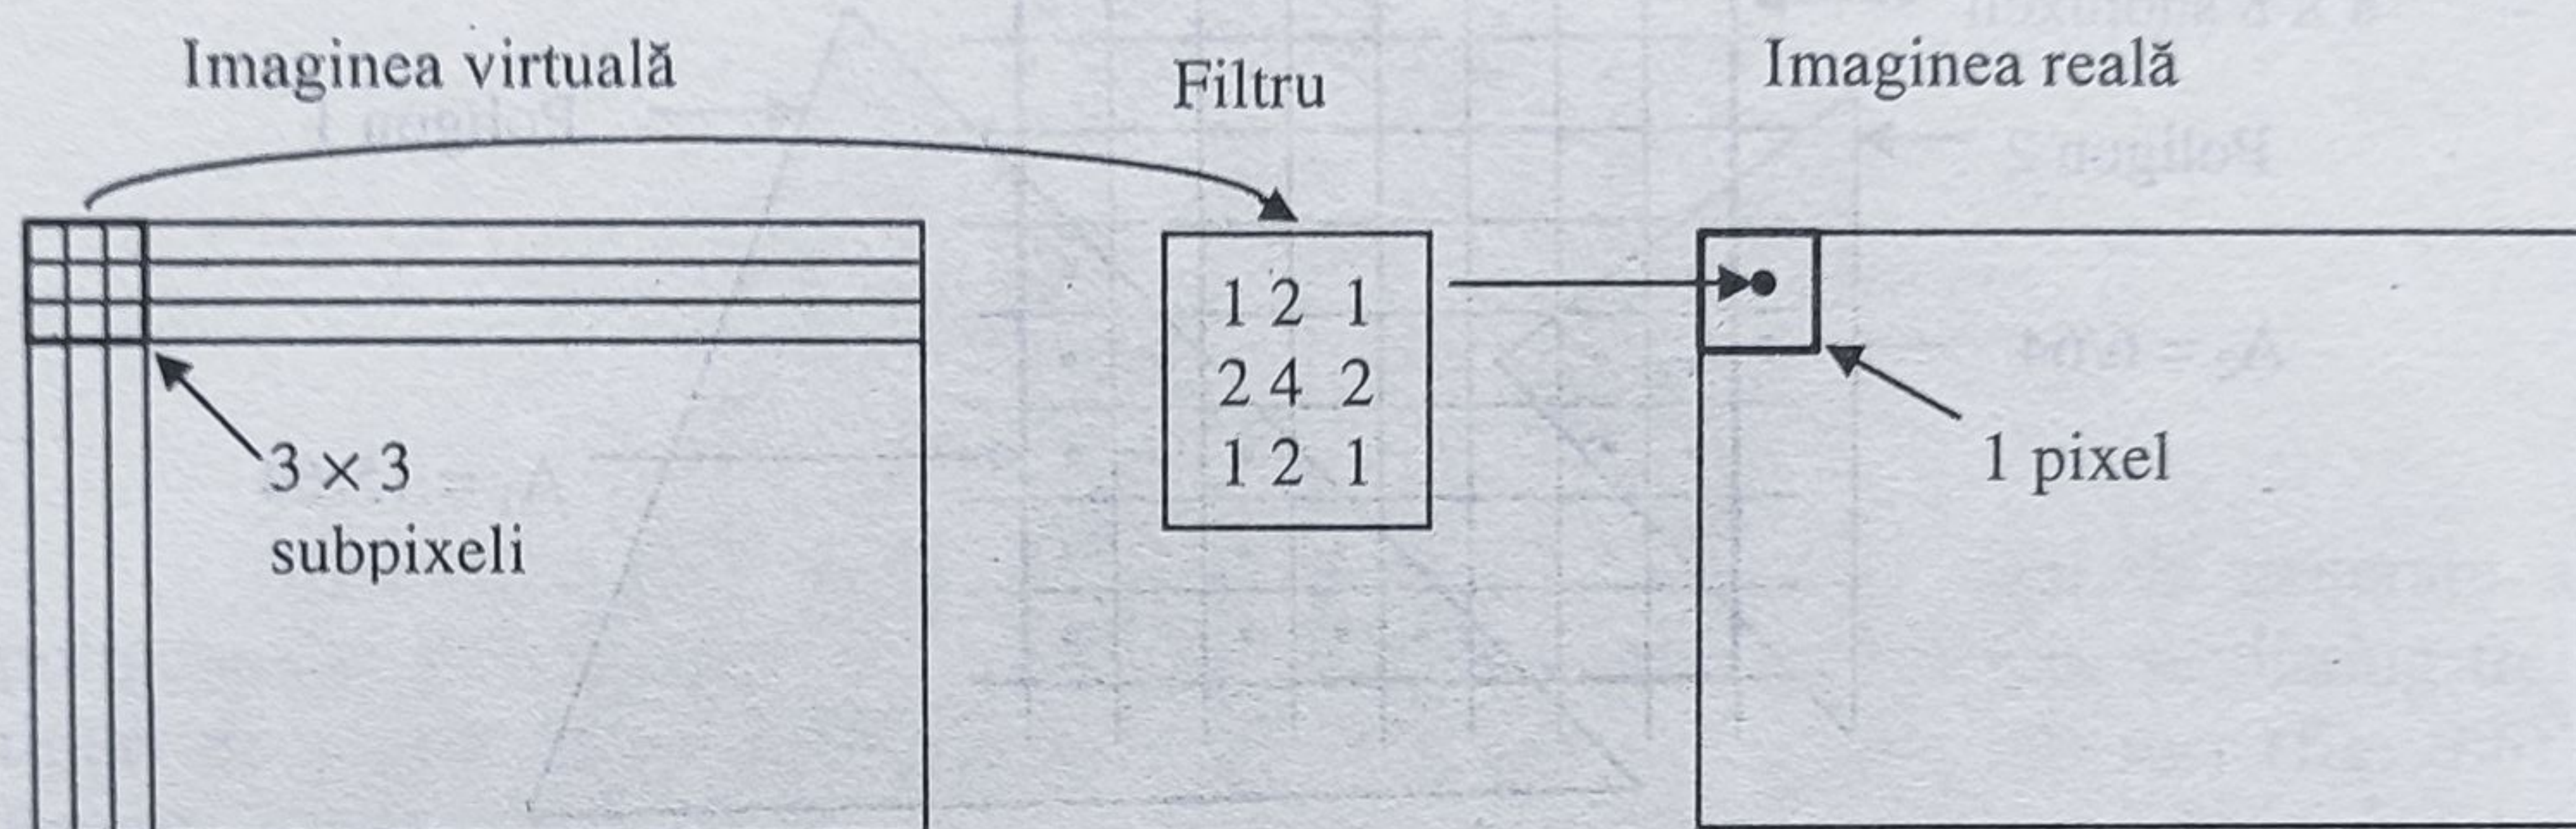 Imaginea virtuală
Filtru
Imaginea reală
1 2 1
2 4 2
1 2 1
3 × 3
subpixeli
1 pixel